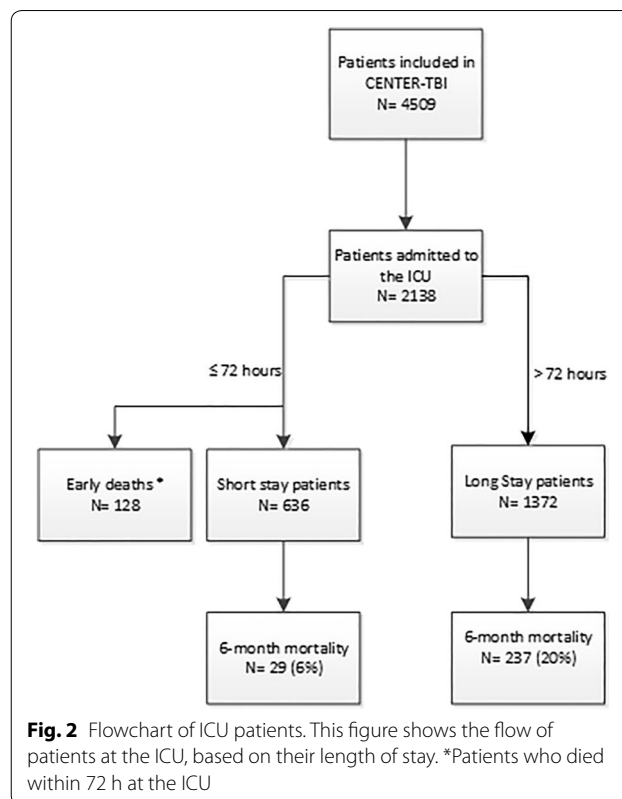 Patients included in
CENTER-TBI
N= 4509
Patients admitted to
the ICU
N= 2138
≤72 hours
>72 hours
Early deaths *
N= 128
Short stay patients
N= 636
Long Stay patients
N= 1372
6-month mortality
N= 29 (6%)
6-month mortality
N= 237 (20%)
Fig. 2 Flowchart of ICU patients. This figure shows the flow of
patients at the ICU, based on their length of stay. *Patients who died
within 72 h at the ICU